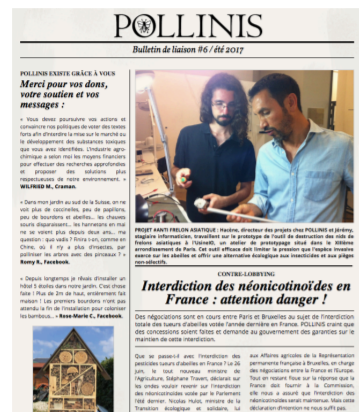 POLLINIS
Bulletin de liaison #6 / été 2017
POLLINIS EXISTE GRÂCE À VOUS
Merci pour vos dons,
votre soutien et vos
messages :
« Vous devez poursuivre vos actions et
convaincre nos politiques de voter des textes
forts afin d'interdire la mise sur le marché ou
le développement des substances toxiques
que vous avez identifiées. L'industrie agro-
chimique a selon moi les moyens financiers
pour effectuer des recherches approfondies
et proposer des solutions plus
respectueuses de notre environnement. »
WILFRIED M., Craman.
« Dans mon jardin au sud de la Suisse, on ne
voit plus de coccinelles, peu de papillons,
peu de bourdons et abeilles... les chauves
souris disparaissent... les hannetons et mai
ne se voient plus depuis deux ans... ma
question : quo vadis ? Finira t-on, comme en
Chine, où il n'y a plus d'insectes, par
polliniser les arbres avec des pinceaux ? »
Romy R., Facebook.
« Depuis longtemps je rêvais d'installer un
hôtel 5 étoiles dans notre jardin. C'est chose
faite ! Plus de 2m de haut, entièrement fait
maison ! Les premiers bourdons n'ont pas
attendu la fin de l'installation pour coloniser
les bambous... » Rose-Marie C., Facebook.
PROJET #ANTI FRELON ASIATIQUE : Hacène, directeur des projets chez POLLINIS et Jérémy,
stagiaire informaticien, travaillent sur le prototype de l'outil de destruction des nids de
frelons asiatiques à l'UsineIO, un atelier de prototypage situé dans le XIIIème
arrondissement de Paris. Cet outil efficace doit limiter la pression que l'espèce invasive
exerce sur les abeilles et offrir une alternative écologique aux insecticides et aux pièges
non-sélectifs.
CONTRE-LOBBYING
Interdiction des néonicotinoïdes en
France : attention danger !
Des négociations sont en cours entre Paris et Bruxelles au sujet de l'interdiction
totale des tueurs d'abeilles votée l'année dernière en France. POLLINIS craint que
des concessions soient faites et demande au gouvernement des garanties sur le
maintien de cette interdiction.
Que se passe-t-il avec l'interdiction des
pesticides tueurs d'abeilles en France ? Le 26
juin, le tout nouveau ministre de
l'Agriculture, Stéphane Travert, déclarait sur
les ondes vouloir revenir sur l'interdiction
des néonicotinoïdes votée par le Parlement
l'été dernier. Nicolas Hulot, ministre de la
Transition écologique et solidaire, lui
aux Affaires agricoles de la Représentation
permanente française à Bruxelles, en charge
des négociations entre la France et l'Europe.
Tout en restant floue sur la réponse que la
France doit fournir à la Commission,
elle nous a assuré que l'interdiction des
néonicotinoïdes serait maintenue. Mais cette
déclaration d'intention ne nous suffit pas.